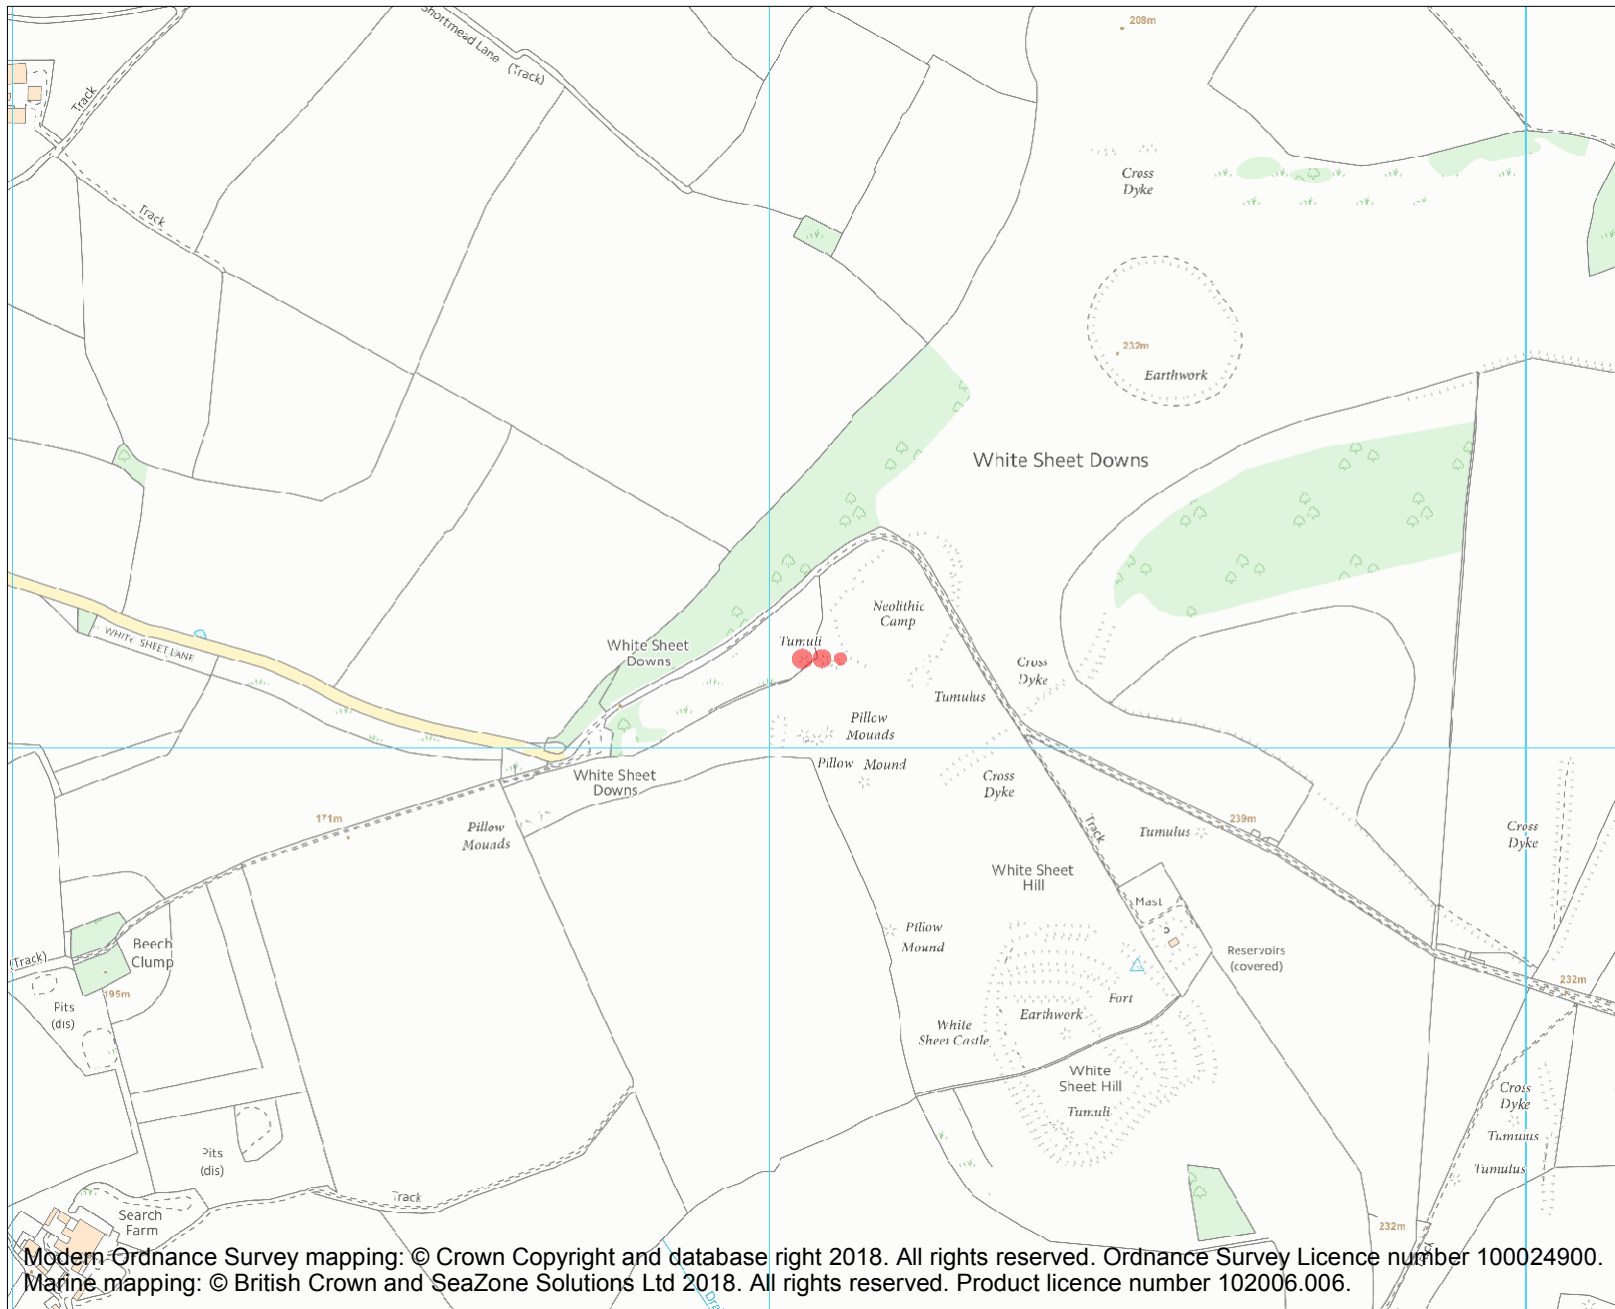 208m
Shortmead Lane (Track)
Track
Cross
Dyke
Track
232m
Earthwork
White Sheet Downs
Neolithic
Camp
WHITE SHEET LANE
Tumuli
White Sheet
Downs
Cross
Dyke
Tumulus
Pillow
Mounds
Pillow Mound
White Sheet
Downs
Cross
Dyke
171m
Pillow
Mounds
Track
Tumulus
239m
Cross
Dyke
White Sheet
Hill
Mast
Pillow
Mound
Beech
Clump
(Track)
Reservoirs
(covered)
195m
232m
Fort
Pits
(dis)
Earthwork
White
Sheet Castle
White
Sheet Hill
Tumuli
Cross
Dyke
Tumulus
Pits
(dis)
Tumulus
Track
Search
Farm
232m
Track
Modern Ordnance Survey mapping: © Crown Copyright and database right 2018. All rights reserved. Ordnance Survey Licence number 100024900.
Marine mapping: © British Crown and SeaZone Solutions Ltd 2018. All rights reserved. Product licence number 102006.006.